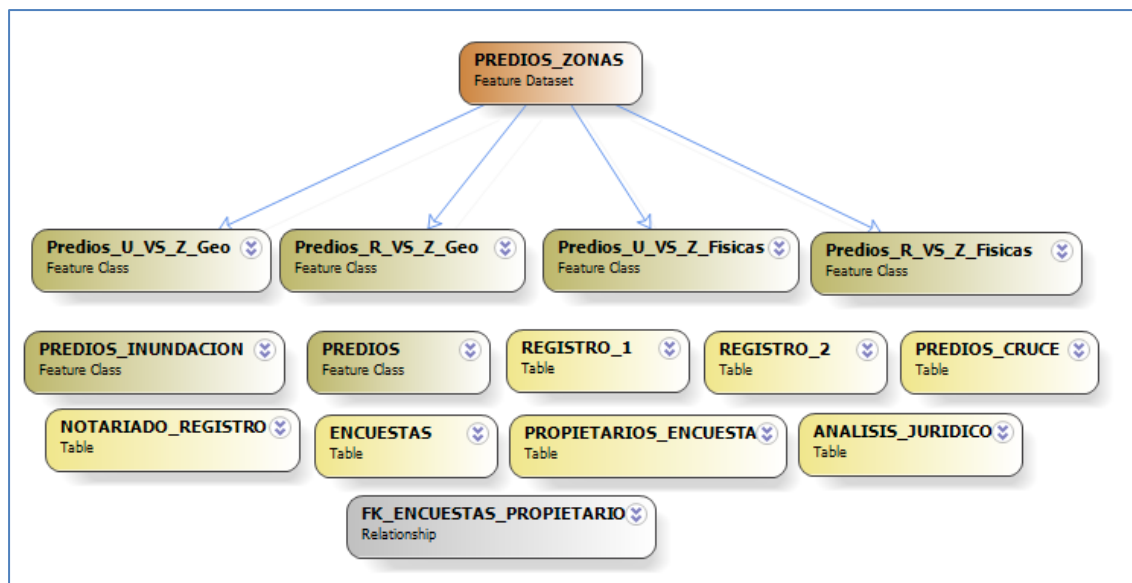 PREDIOS_ZONAS
Feature Dataset
Predios_U_VS_Z_Geo
Feature Class
Predios_R_VS_Z_Geo
Feature Class
Predios_U_VS_Z_Fisicas
Feature Class
Predios_R_VS_Z_Fisicas
Feature Class
PREDIOS_INUNDACION
Feature Class
PREDIOS
Feature Class
REGISTRO_1
Table
REGISTRO_2
Table
PREDIOS_CRUCE
Table
NOTARIADO_REGISTRO
Table
ENCUESTAS
Table
PROPIETARIOS_ENCUESTA
Table
ANALISIS_JURIDICO
Table
FK_ENCUESTAS_PROPIETARIO
Relationship